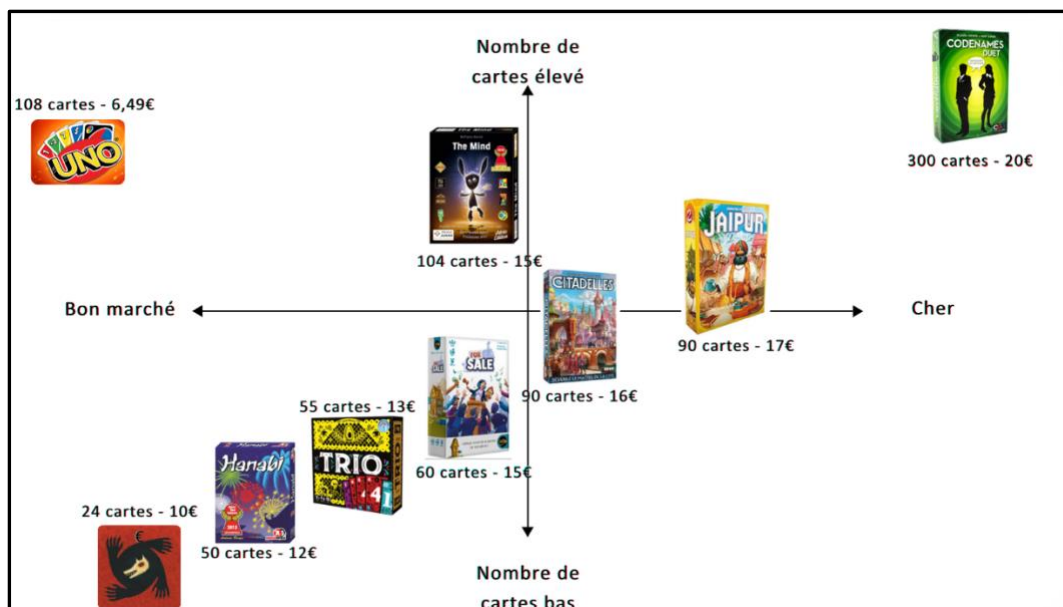 Nombre de
cartes élevé
CODENAMES
DUET
108 cartes - 6,49€
UNO
The Mind
300 cartes - 20€
JAIPUR
104 cartes - 15€
CITADELLES
Bon marché
Cher
90 cartes - 17€
FOR
SALE
90 cartes - 16€
55 cartes - 13€
TRIO
60 cartes - 15€
Hanabi
24 cartes - 10€
50 cartes - 12€
Nombre de
cartes bas